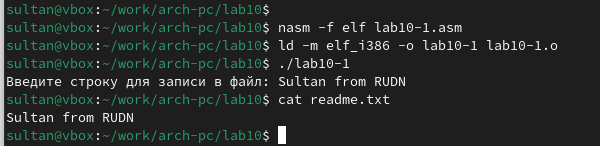 sultan@vbox:~/work/arch-pc/lab10$
sultan@vbox:~/work/arch-pc/lab10$ nasm -f elf lab10-1.asm
sultan@vbox:~/work/arch-pc/lab10$ ld -m elf_i386 -o lab10-1 lab10-1.o
sultan@vbox:~/work/arch-pc/lab10$ ./lab10-1
Введите строку для записи в файл: Sultan from RUDN
sultan@vbox:~/work/arch-pc/lab10$ cat readme.txt
Sultan from RUDN
sultan@vbox:~/work/arch-pc/lab10$